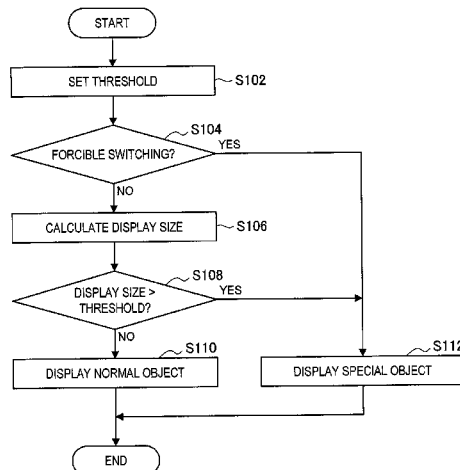 START
SET THRESHOLD
S102
S104
FORCIBLE SWITCHING?
YES
NO
CALCULATE DISPLAY SIZE
S106
S108
DISPLAY SIZE >
THRESHOLD?
YES
NO
S110
DISPLAY NORMAL OBJECT
S112
DISPLAY SPECIAL OBJECT
END